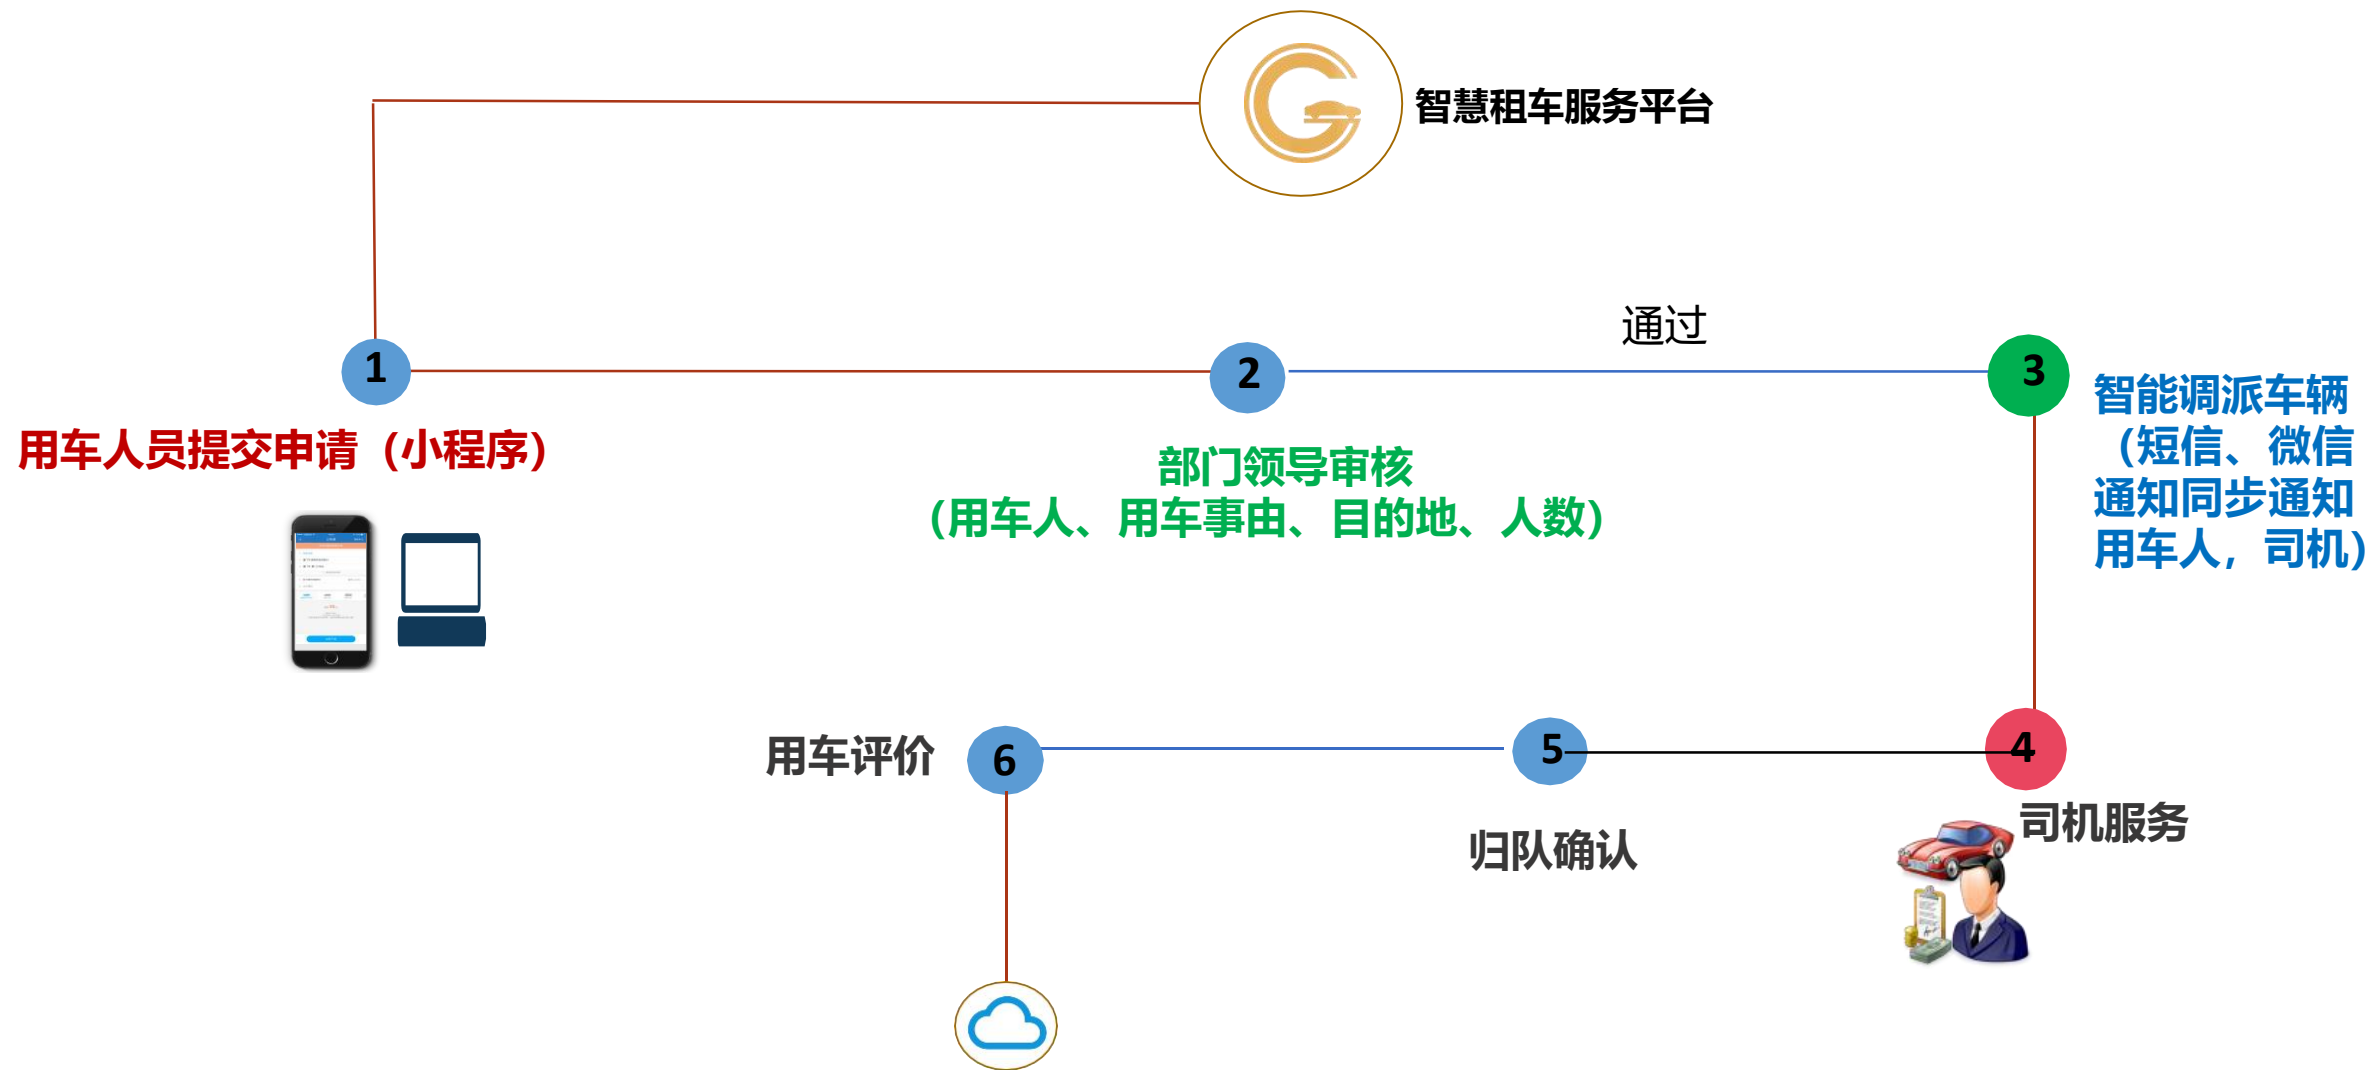 智慧租车服务平台
通过
1
2
3
用车人员提交申请（小程序）
部门领导审核
（用车人、用车事由、目的地、人数）
智能调派车辆
（短信、微信
通知同步通知
用车人，司机）
用车评价
6
5
4
归队确认
司机服务